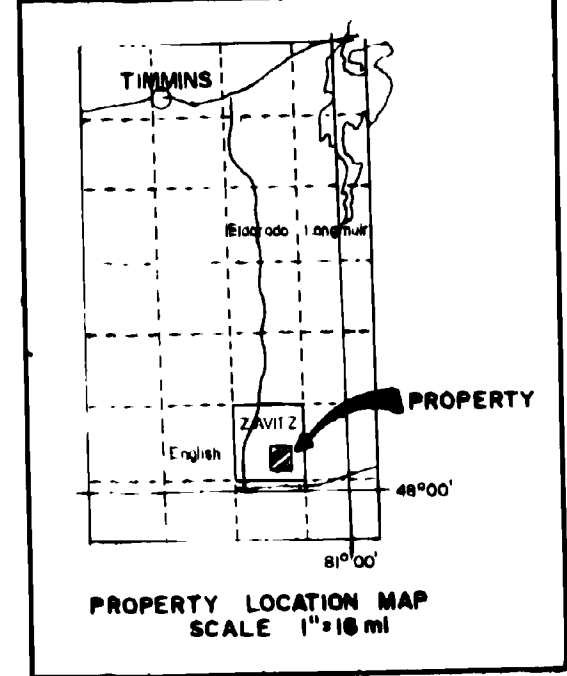 TIMMINS
Eldorado Langmuir
PROPERTY
ZAVITZ
English
48°00'
81°00'
PROPERTY LOCATION MAP
SCALE 1"=16 mi